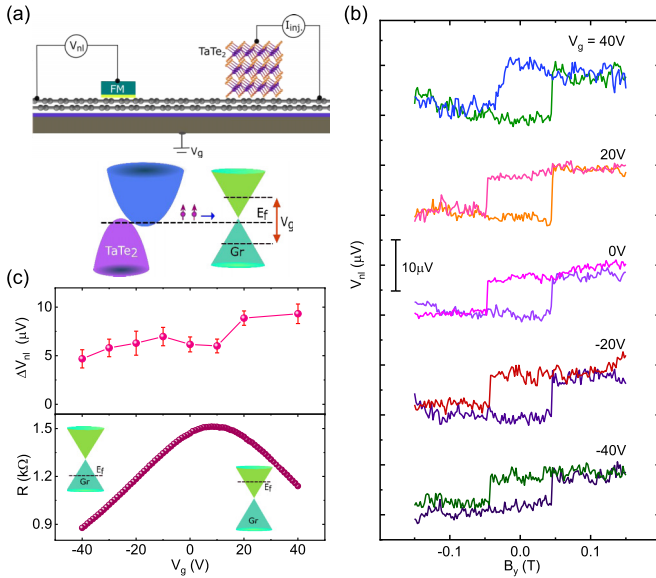 (a)
V_nl
FM
TaTe₂
I_inj.
V_g
TaTe₂
E_f
V_g
Gr
(b)
V_g = 40V
20V
0V
-20V
-40V
10μV
V_nl (μV)
-0.1 0.0 0.1
B_y (T)
(c)
ΔV_nl (μV)
10
5
0
R (kΩ)
1.5
1.2
0.9
E_f
Gr
E_f
Gr
-40 -20 0 20 40
V_g (V)